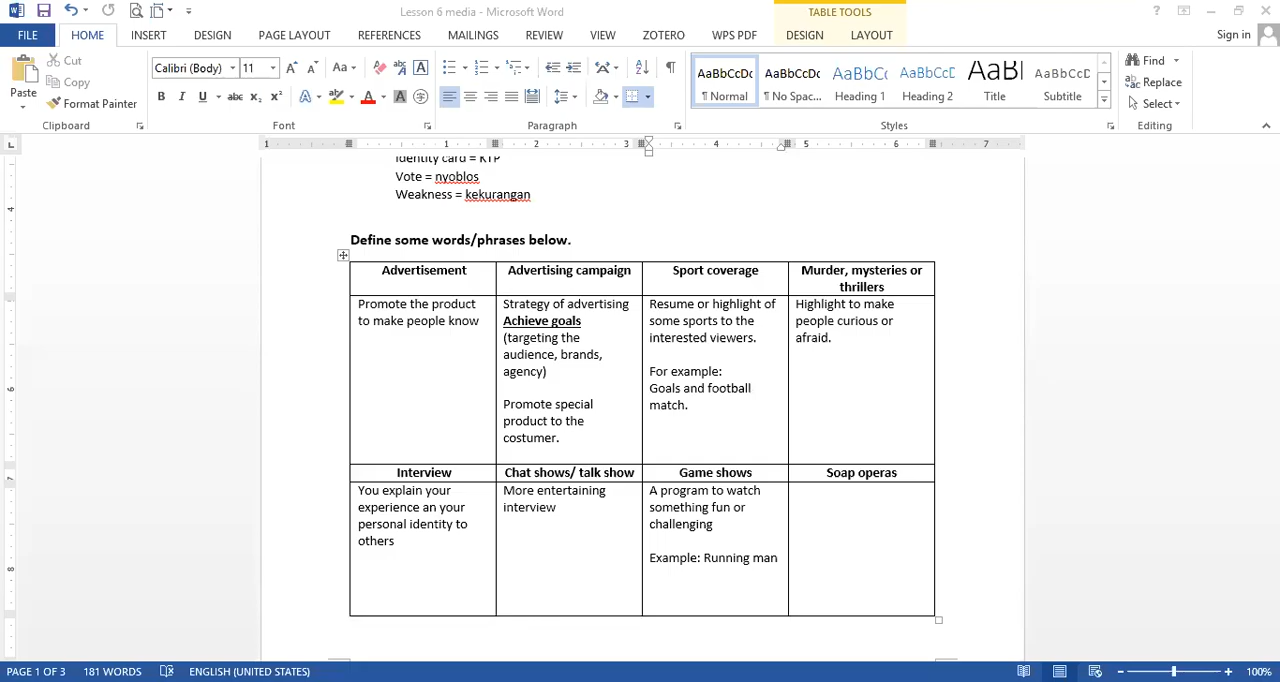 Lesson 6 media - Microsoft Word
TABLE TOOLS
FILE
HOME
INSERT
DESIGN
PAGE LAYOUT
REFERENCES
MAILINGS
REVIEW
VIEW
ZOTERO
WPS PDF
DESIGN
LAYOUT
Sign in
Paste
Cut
Copy
Format Painter
Clipboard
Calibri (Body)
11
Font
Paragraph
AaBbCcDc
¶ Normal
AaBbCcDc
¶ No Spac...
AaBbCc
Heading 1
AaBbCcD
Heading 2
AaBl
Title
AaBbCcD
Subtitle
Styles
Find
Replace
Select
Editing
Identity card = KTP
Vote = nyoblos
Weakness = kekurangan
Define some words/phrases below.
Advertisement
Advertising campaign
Sport coverage
Murder, mysteries or
thrillers
Promote the product
to make people know
Strategy of advertising
Achieve goals
(targeting the
audience, brands,
agency)
Promote special
product to the
costumer.
Resume or highlight of
some sports to the
interested viewers.
For example:
Goals and football
match.
Highlight to make
people curious or
afraid.
Interview
Chat shows/ talk show
Game shows
Soap operas
You explain your
experience an your
personal identity to
others
More entertaining
interview
A program to watch
something fun or
challenging
Example: Running man
PAGE 1 OF 3
181 WORDS
ENGLISH (UNITED STATES)
100%